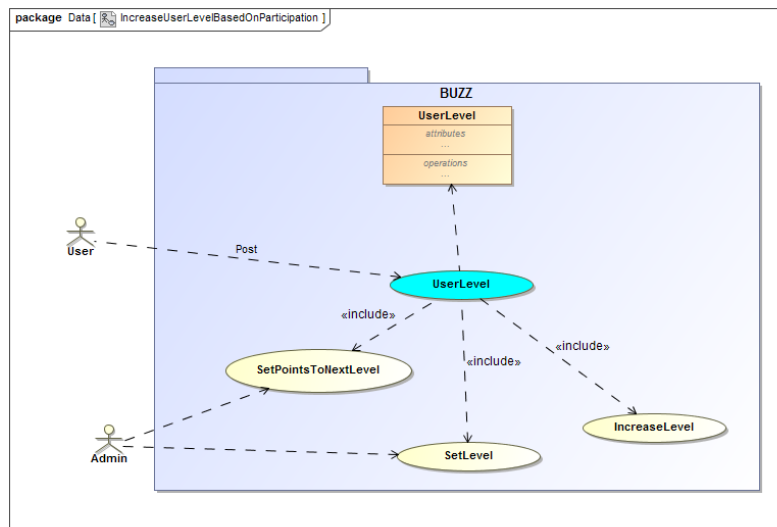 package Data [ IncreaseUserLevelBasedOnParticipation ]
BUZZ
UserLevel
attributes
...
operations
...
User
Post
UserLevel
«include»
«include»
«include»
SetPointsToNextLevel
IncreaseLevel
Admin
SetLevel